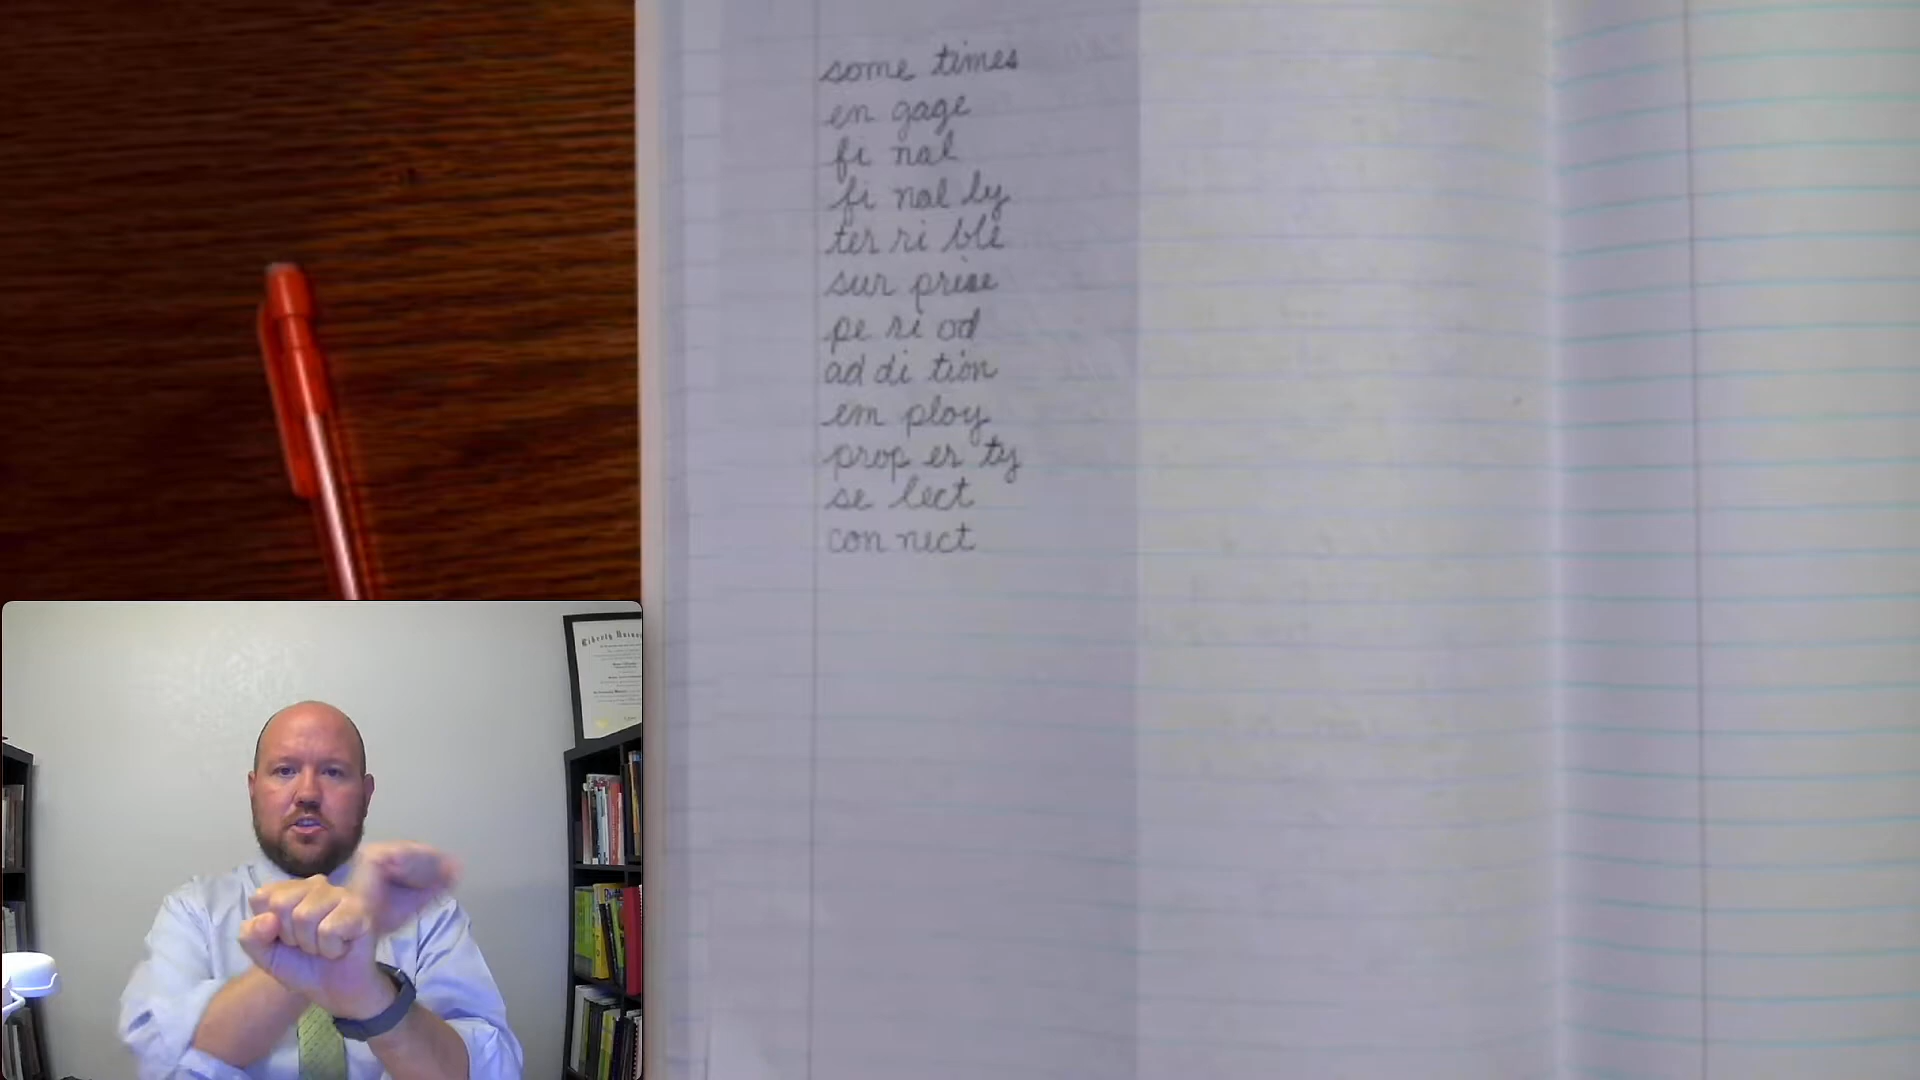 some times
en gage
fi nal
fi nal ly
ter ri ble
sur prise
pe ri od
ad di tion
em ploy
prop er ty
se lect
con nect
Liberty